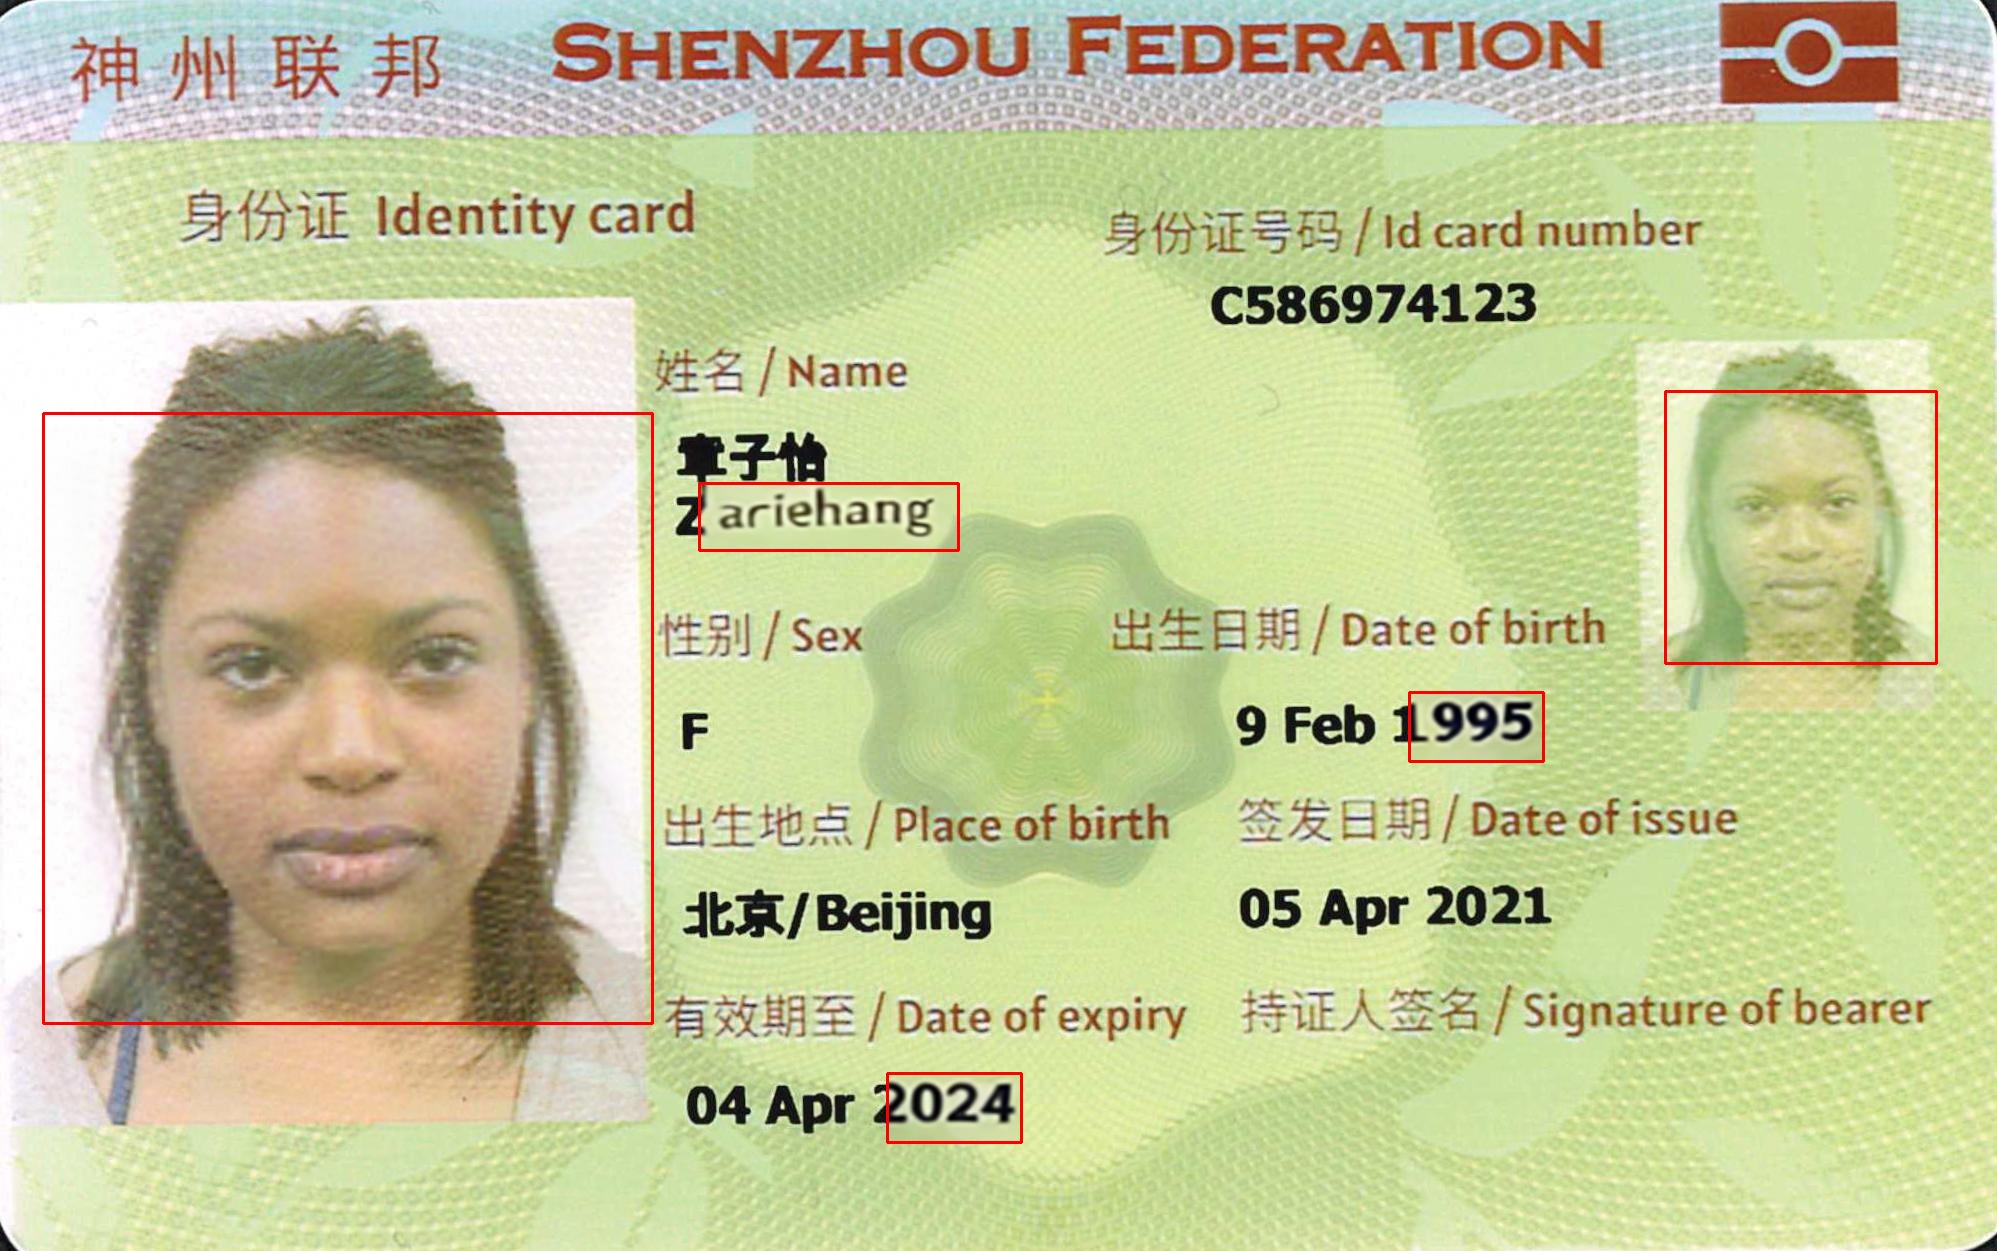 神州联邦 SHENZHOU FEDERATION
身份证 Identity card
身份证号码 / Id card number
C586974123
姓名 / Name
章子怡
Z ariehang
性别 / Sex
出生日期 / Date of birth
F
9 Feb 1995
出生地点 / Place of birth
签发日期 / Date of issue
北京/Beijing
05 Apr 2021
有效期至 / Date of expiry
持证人签名 / Signature of bearer
04 Apr 2024